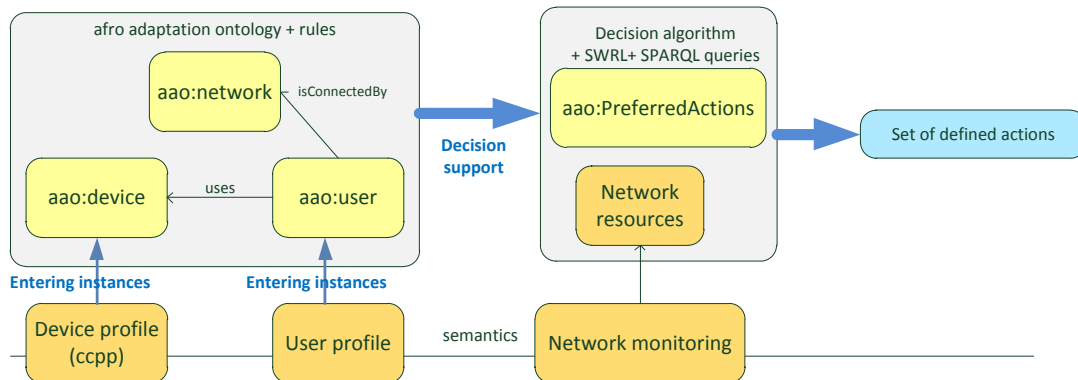 afro adaptation ontology + rules
aao:network
isConnectedBy
aao:device
uses
aao:user
Entering instances
Entering instances
Device profile
(ccpp)
User profile
semantics
Decision
support
Decision algorithm
+ SWRL+ SPARQL queries
aao:PreferredActions
Network
resources
Network monitoring
Set of defined actions